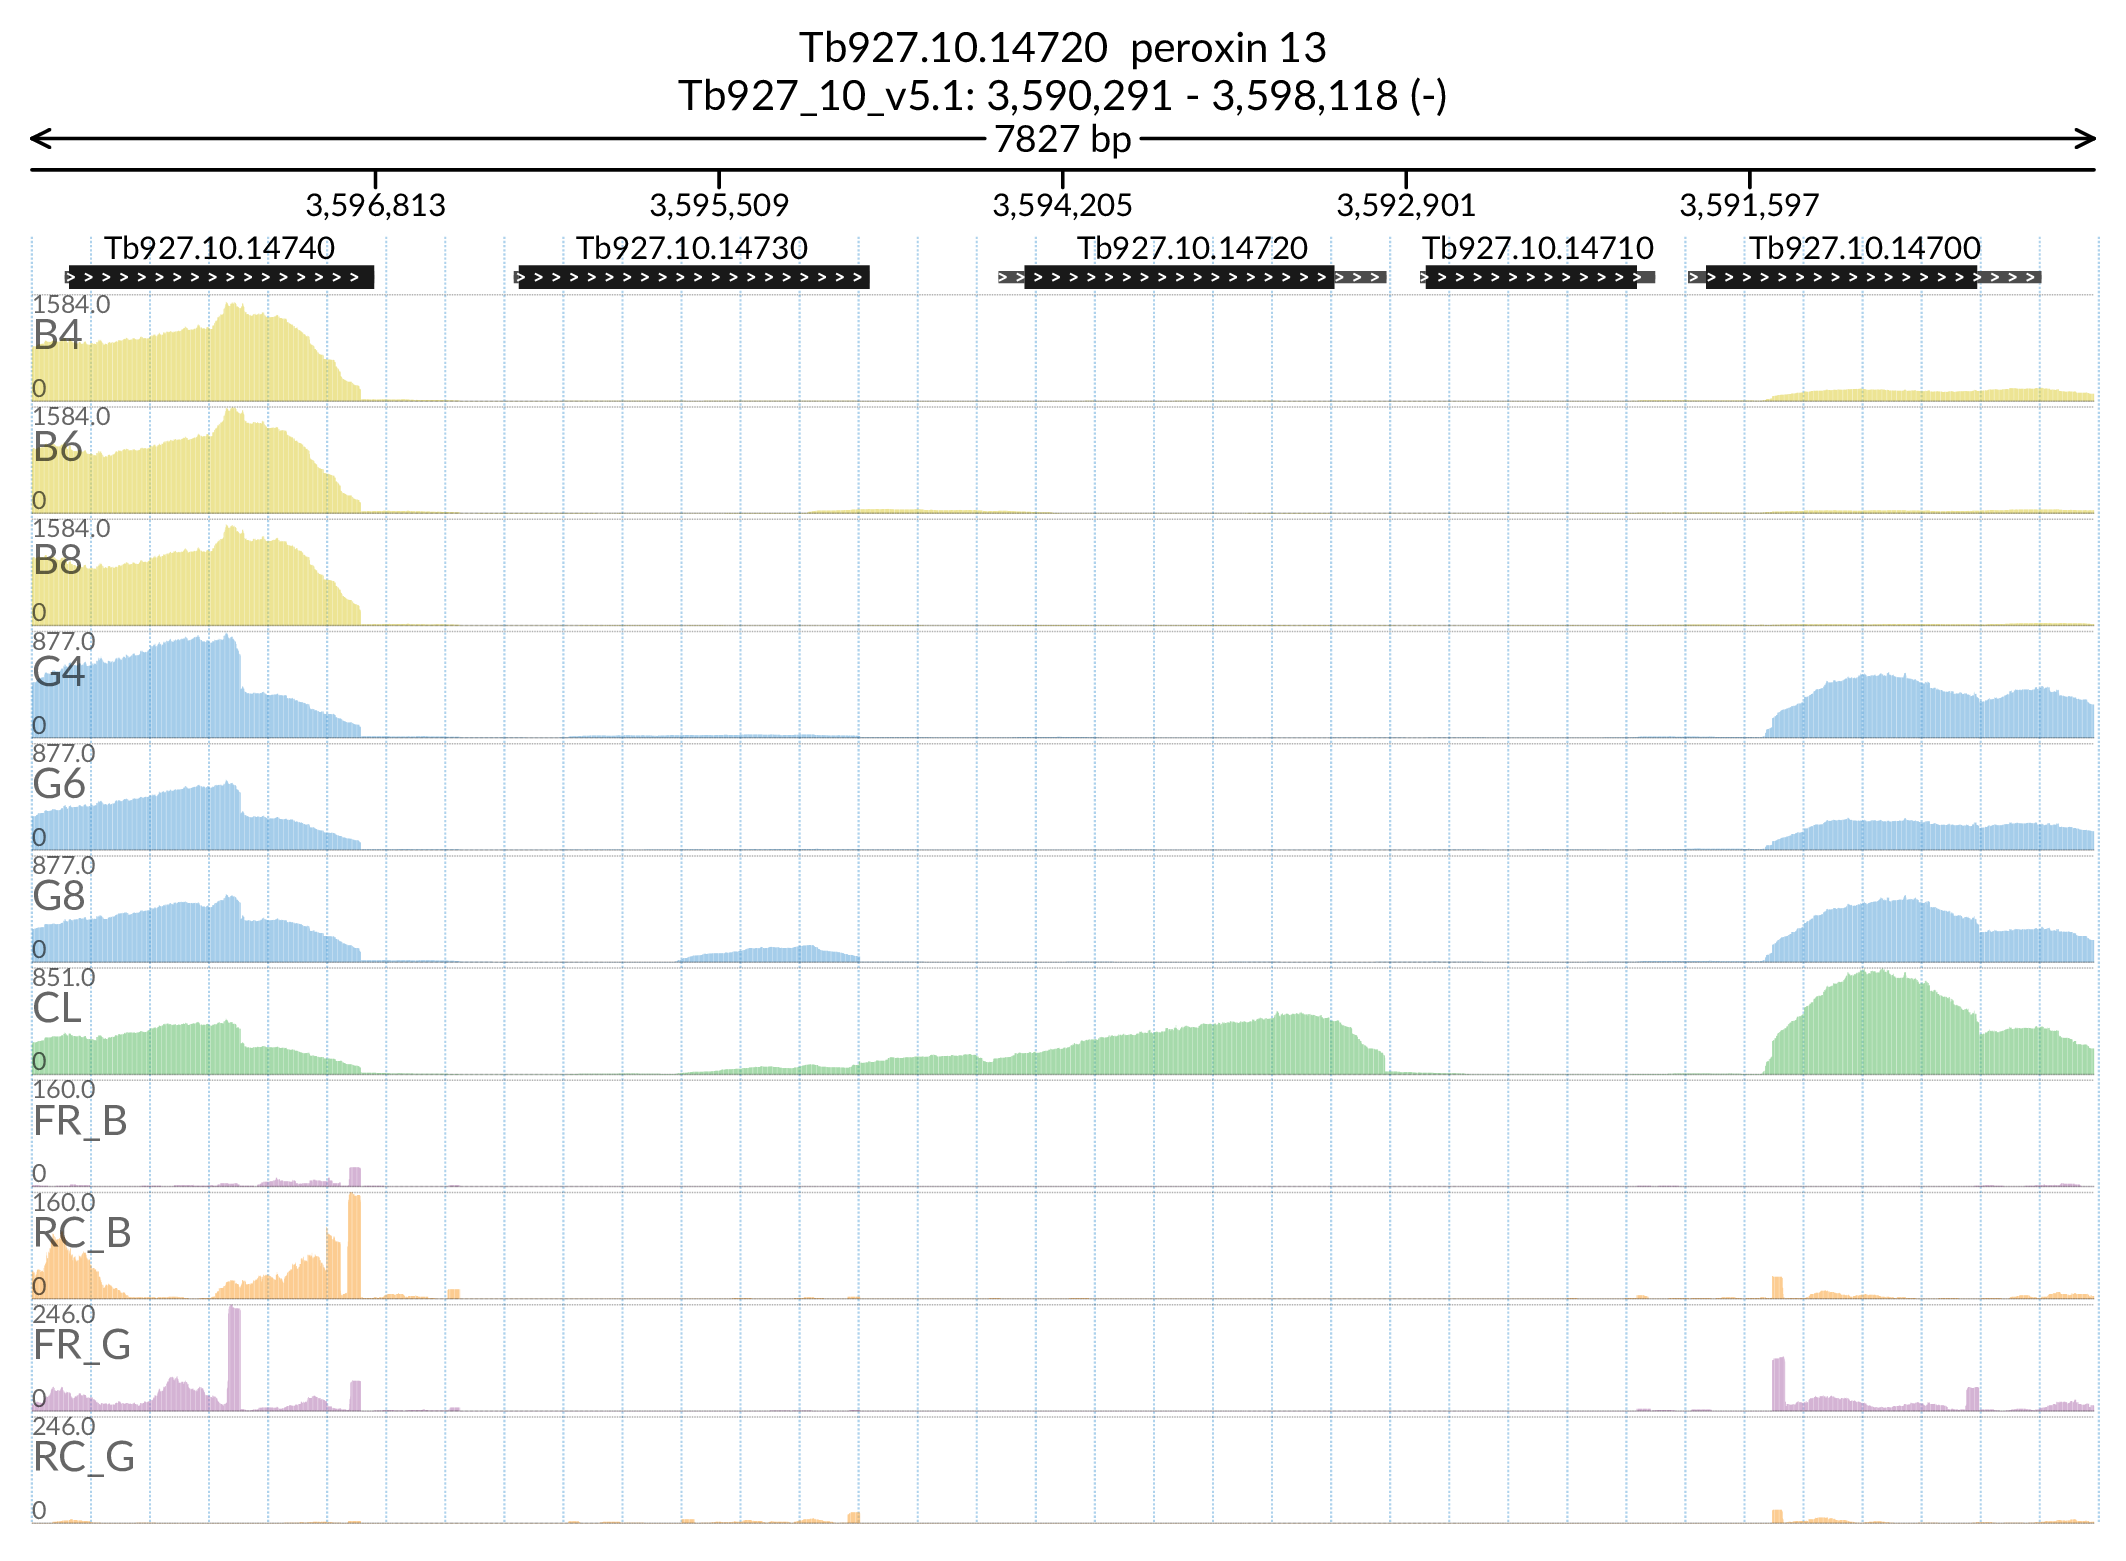 Tb927.10.14720 peroxin 13
Tb927_10_v5.1: 3,590,291 - 3,598,118 (-)
7827 bp
3,596,813 3,595,509 3,594,205 3,592,901 3,591,597
Tb927.10.14740 Tb927.10.14730 Tb927.10.14720 Tb927.10.14710 Tb927.10.14700
1584.0
B4
0
1584.0
B6
0
1584.0
B8
0
877.0
G4
0
877.0
G6
0
877.0
G8
0
851.0
CL
0
160.0
FR_B
0
160.0
RC_B
0
246.0
FR_G
0
246.0
RC_G
0